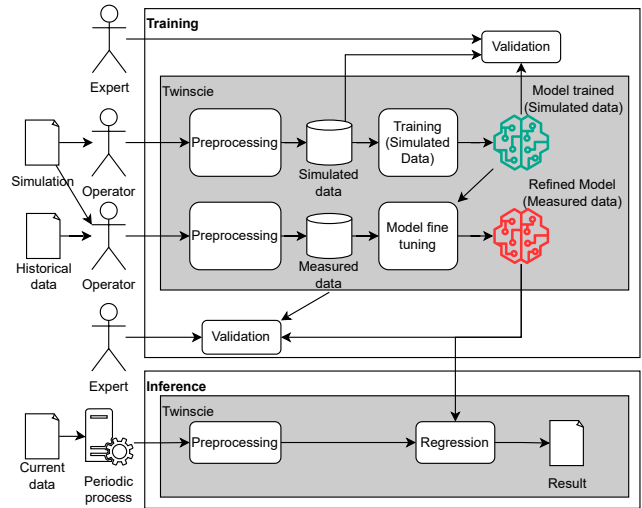 Training
Expert
Validation
Twinscie
Model trained
(Simulated data)
Preprocessing
Training
(Simulated
Data)
Simulation
Operator
Simulated
data
Refined Model
(Measured data)
Preprocessing
Model fine
tuning
Historical
data
Operator
Measured
data
Validation
Expert
Inference
Twinscie
Preprocessing
Regression
Current
data
Periodic
process
Result